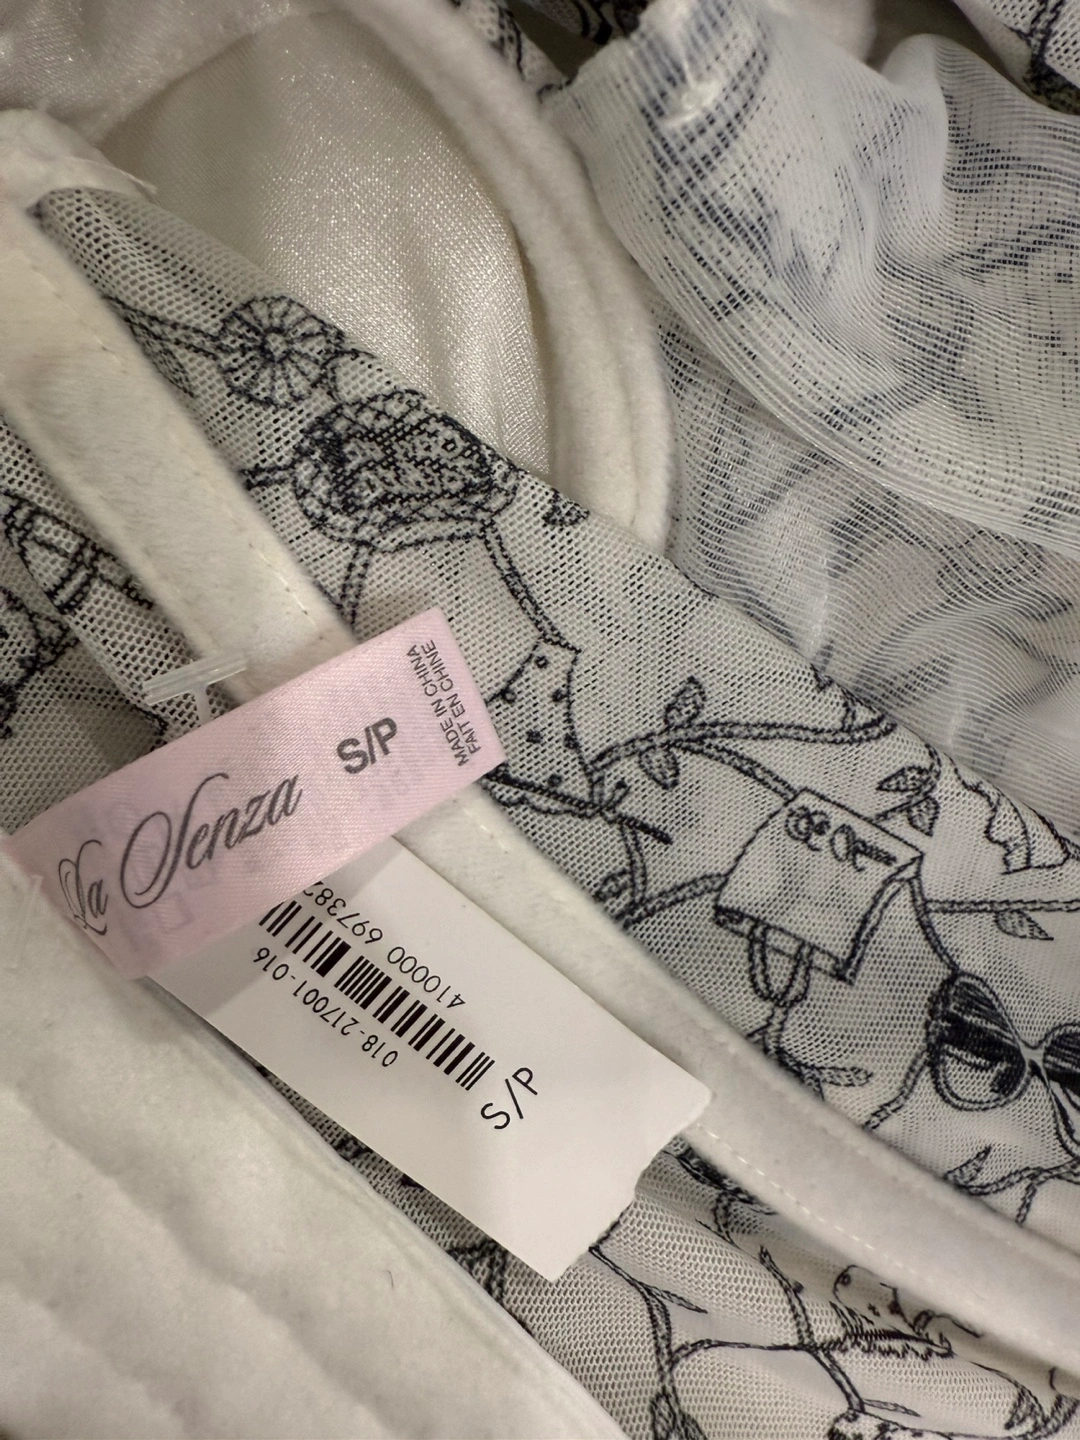 La Senza
S/P
MADE IN CHINA
FAIT EN CHINE
410000 69738
018-217001-016
S/P